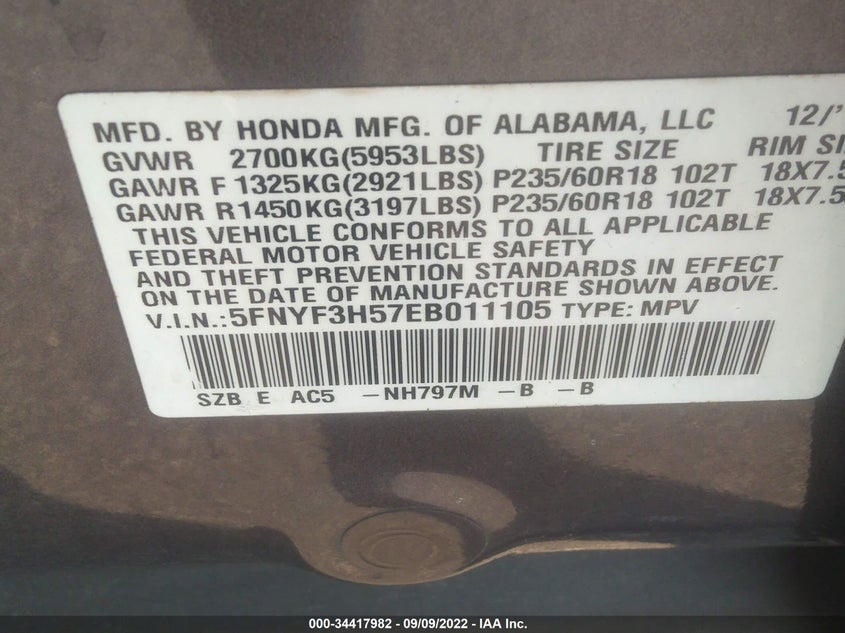 MFD. BY HONDA MFG. OF ALABAMA, LLC 12/'
GVWR 2700KG(5953LBS) TIRE SIZE RIM
GAWR F 1325KG(2921LBS) P235/60R18 102T 18X7.5
GAWR R1450KG(3197LBS) P235/60R18 102T 18X7.5
THIS VEHICLE CONFORMS TO ALL APPLICABLE
FEDERAL MOTOR VEHICLE SAFETY
AND THEFT PREVENTION STANDARDS IN EFFECT
ON THE DATE OF MANUFACTURE SHOWN ABOVE.
V.I.N.:5FNYF3H57EB011105 TYPE: MPV
SZB E AC5 –NH797M –B –B
000-34417982 - 09/09/2022 - IAA Inc.